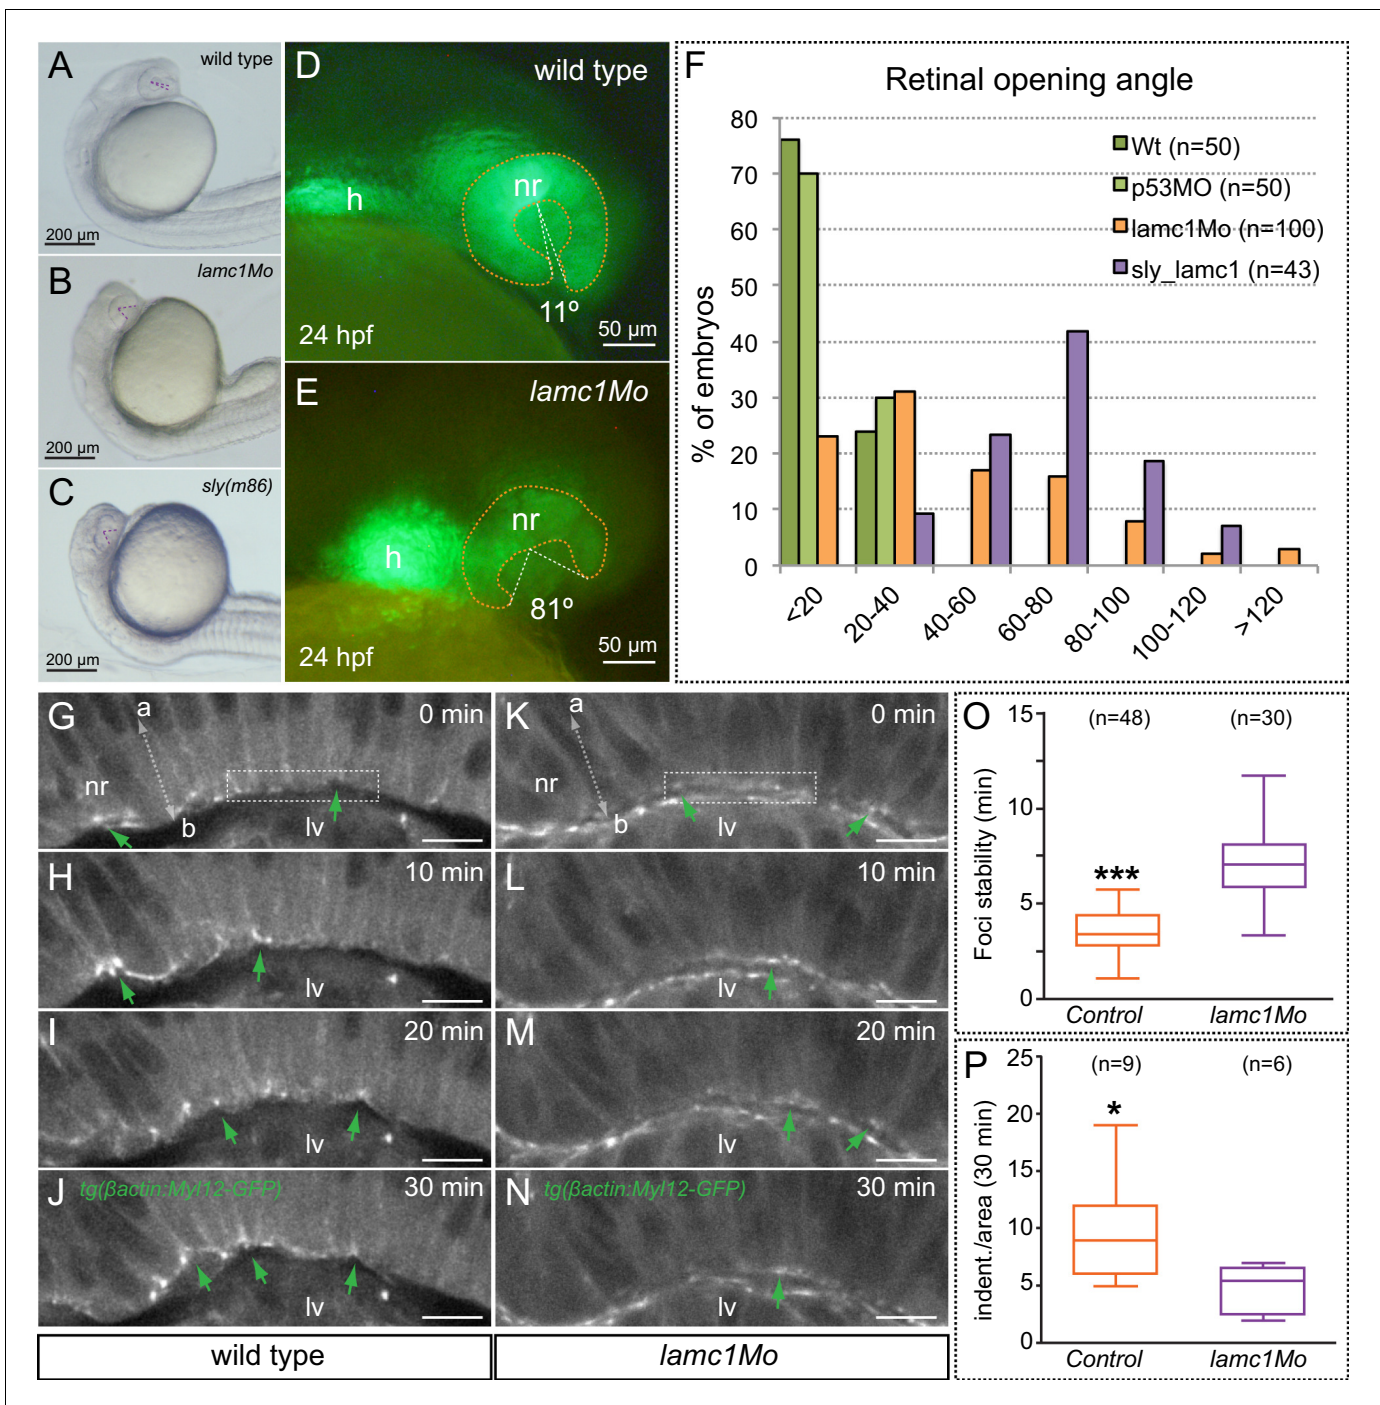 A
wild type
200 µm
B
lamc1Mo
200 µm
C
sly(m86)
200 µm
D
wild type
nr
h
11º
24 hpf
50 µm
E
lamc1Mo
nr
h
81º
24 hpf
50 µm
F
Retinal opening angle
% of embryos
80
70
60
50
40
30
20
10
0
Wt (n=50)
p53MO (n=50)
lamc1Mo (n=100)
sly_lamc1 (n=43)
<20
20-40
40-60
60-80
80-100
100-120
>120
G
a
0 min
nr
b
lv
H
10 min
lv
I
20 min
lv
J
tg(βactin:Myl12-GFP)
30 min
lv
wild type
K
a
0 min
nr
b
lv
L
10 min
lv
M
20 min
lv
N
tg(βactin:Myl12-GFP)
30 min
lv
lamc1Mo
O
Foci stability (min)
15
10
5
0
(n=48)
(n=30)
***
Control
lamc1Mo
P
indent./area (30 min)
25
20
15
10
5
0
(n=9)
(n=6)
*
Control
lamc1Mo